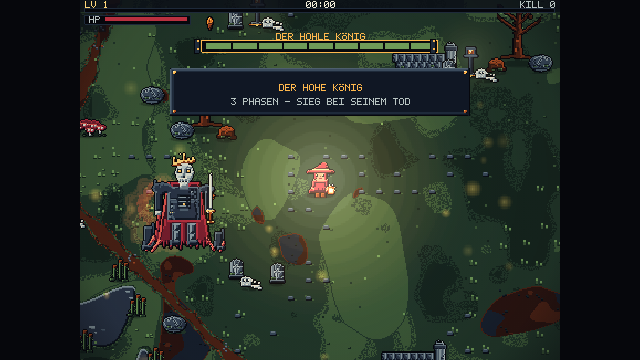 LV 1 00:00 KILL 0
HP
DER HOHLE KÖNIG
DER HOHE KÖNIG
3 PHASEN – SIEG BEI SEINEM TOD